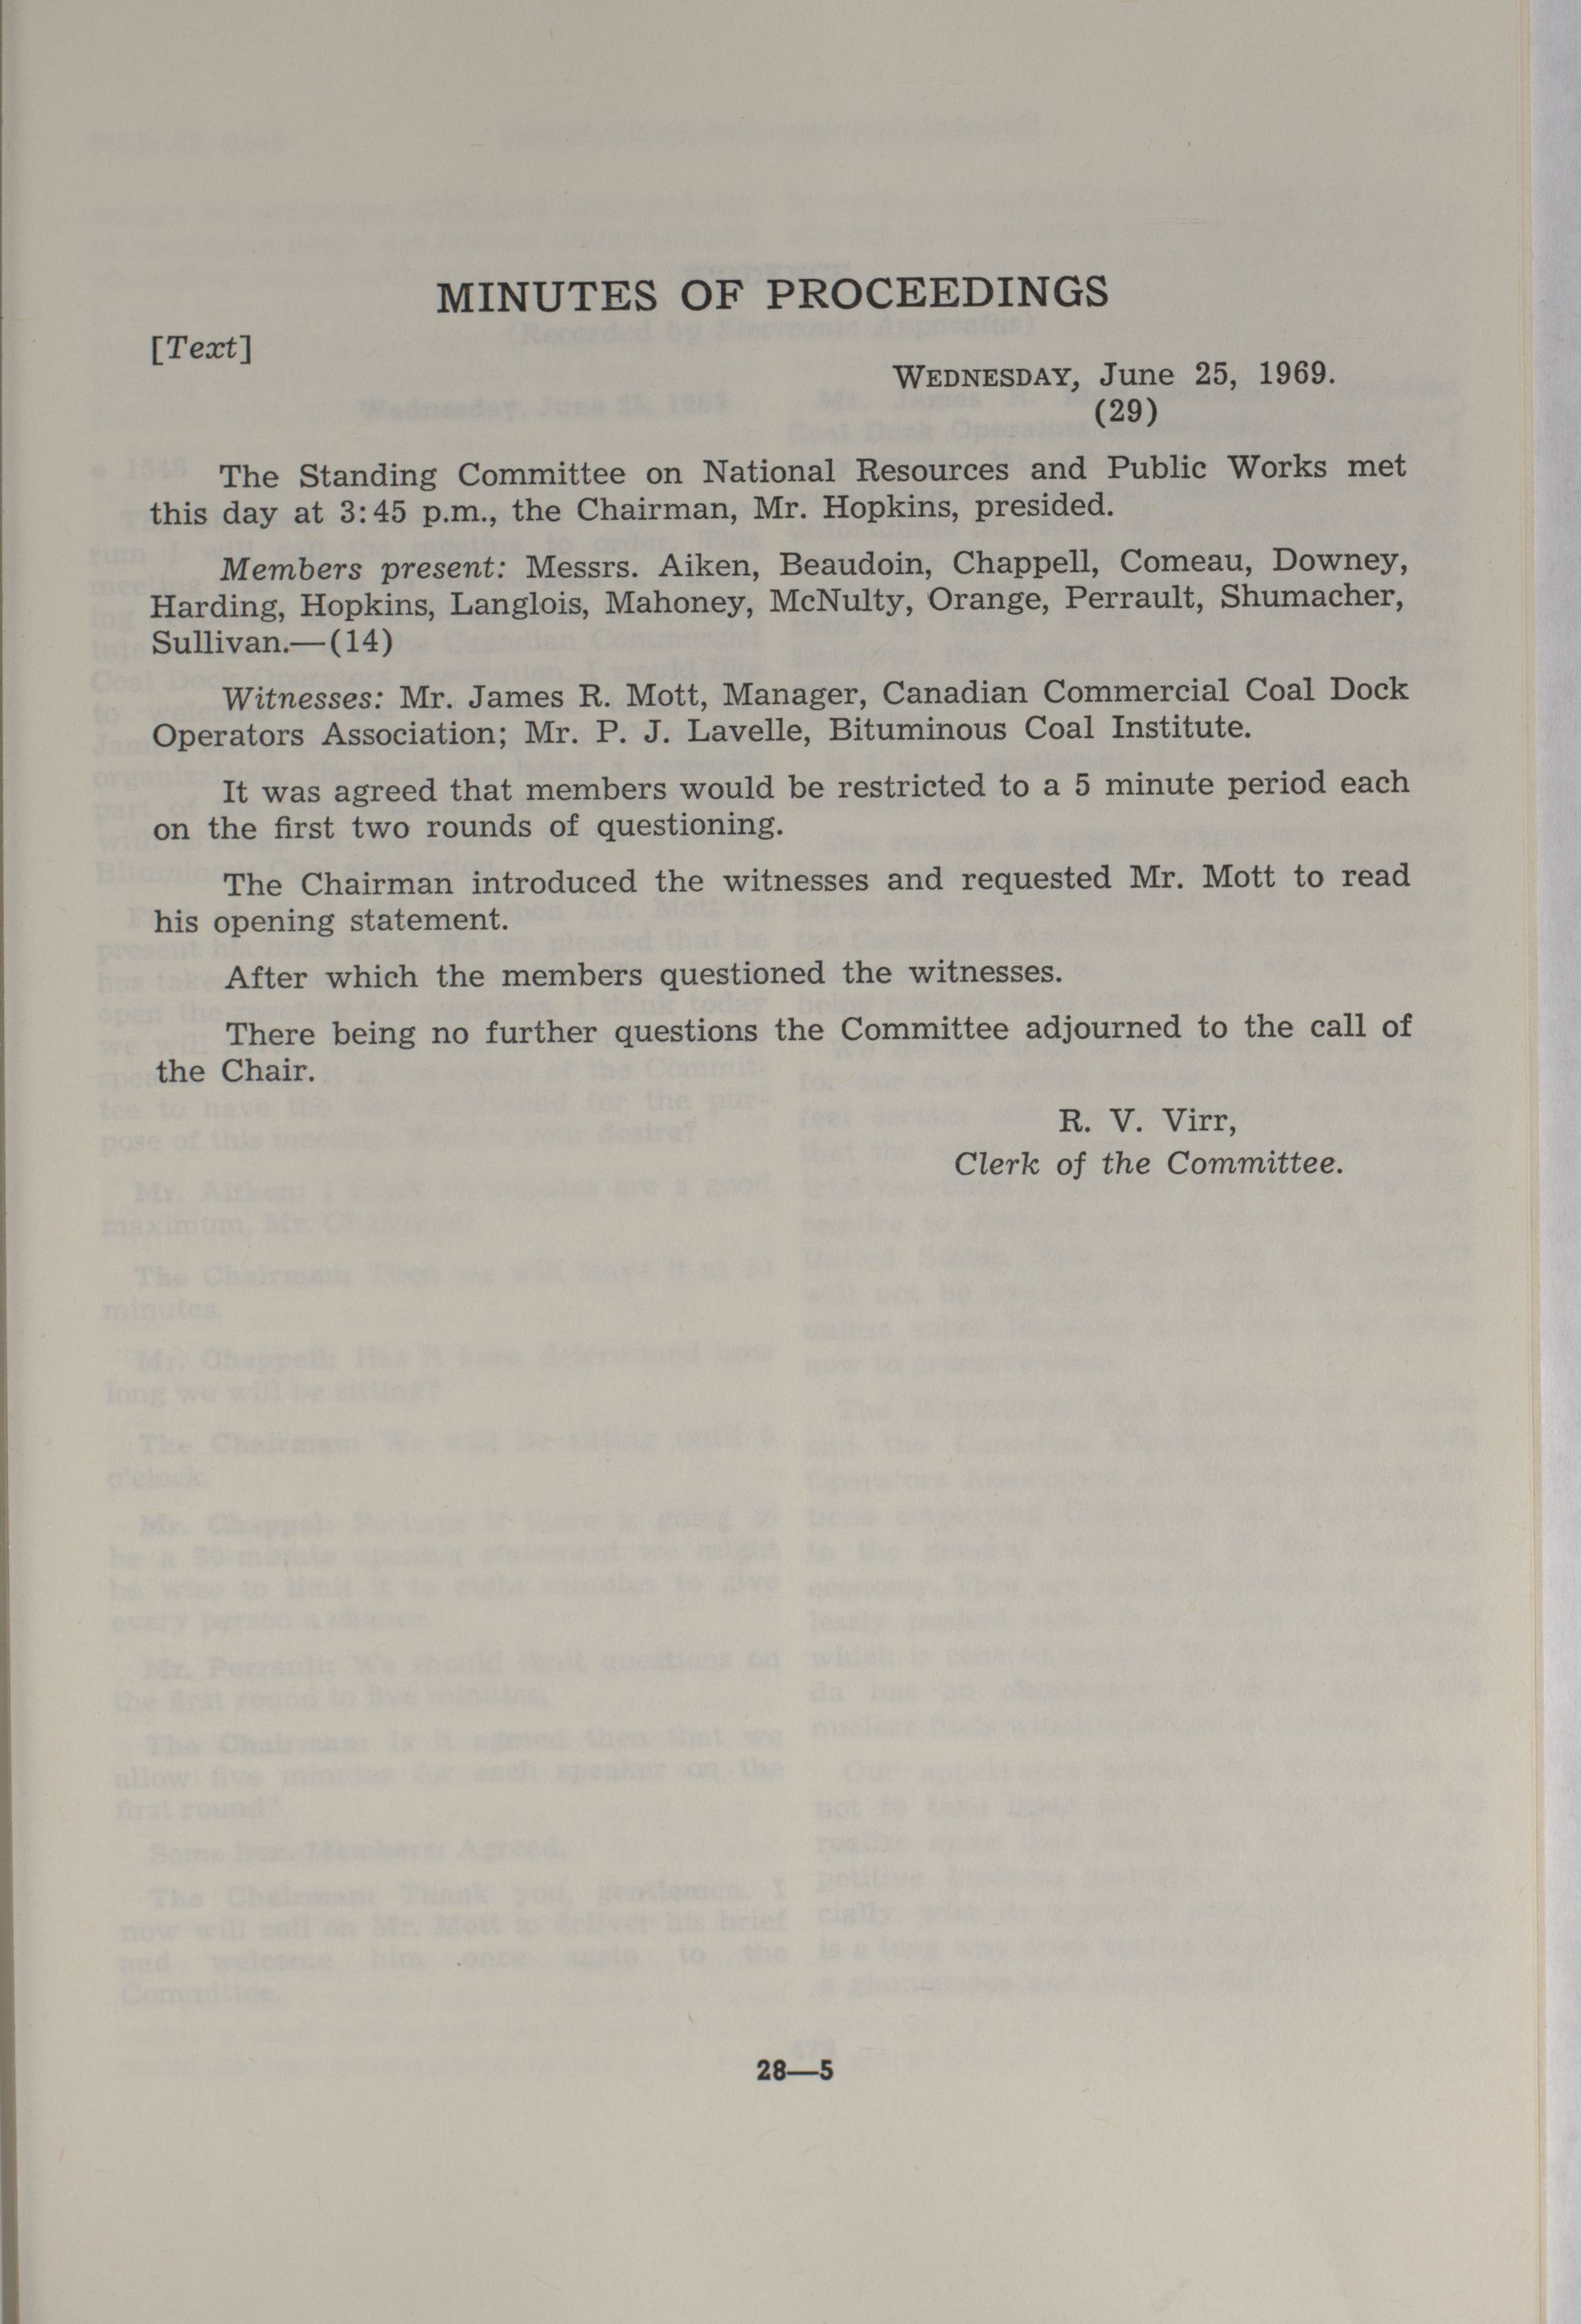 MINUTES OF PROCEEDINGS
[Text]
WEDNESDAY, June 25, 1969.
(29)
The Standing Committee on National Resources and Public Works met
this day at 3:45 p.m., the Chairman, Mr. Hopkins, presided.
Members present: Messrs. Aiken, Beaudoin, Chappell, Comeau, Downey,
Harding, Hopkins, Langlois, Mahoney, McNulty, Orange, Perrault, Shumacher,
Sullivan.—(14)
Witnesses: Mr. James R. Mott, Manager, Canadian Commercial Coal Dock
Operators Association; Mr. P. J. Lavelle, Bituminous Coal Institute.
It was agreed that members would be restricted to a 5 minute period each
on the first two rounds of questioning.
The Chairman introduced the witnesses and requested Mr. Mott to read
his opening statement.
After which the members questioned the witnesses.
There being no further questions the Committee adjourned to the call of
the Chair.
R. V. Virr,
Clerk of the Committee.
28—5